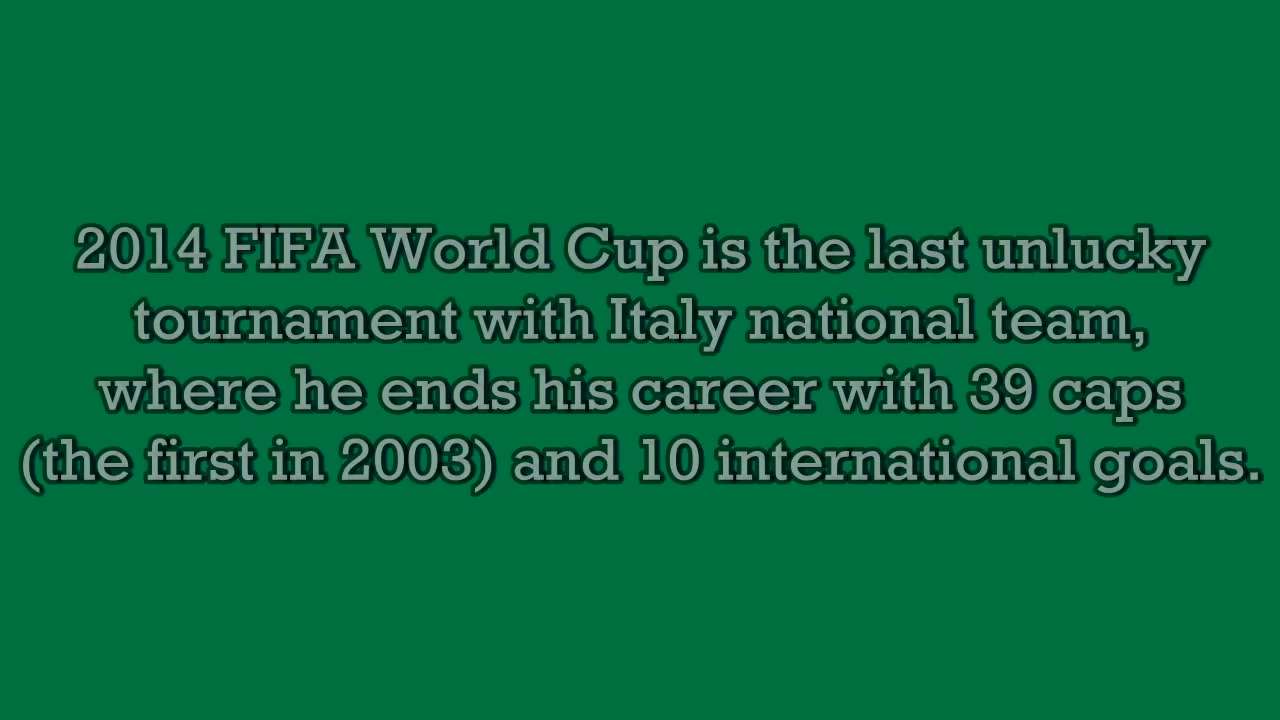 2014 FIFA World Cup is the last unlucky
tournament with Italy national team,
where he ends his career with 39 caps
(the first in 2003) and 10 international goals.